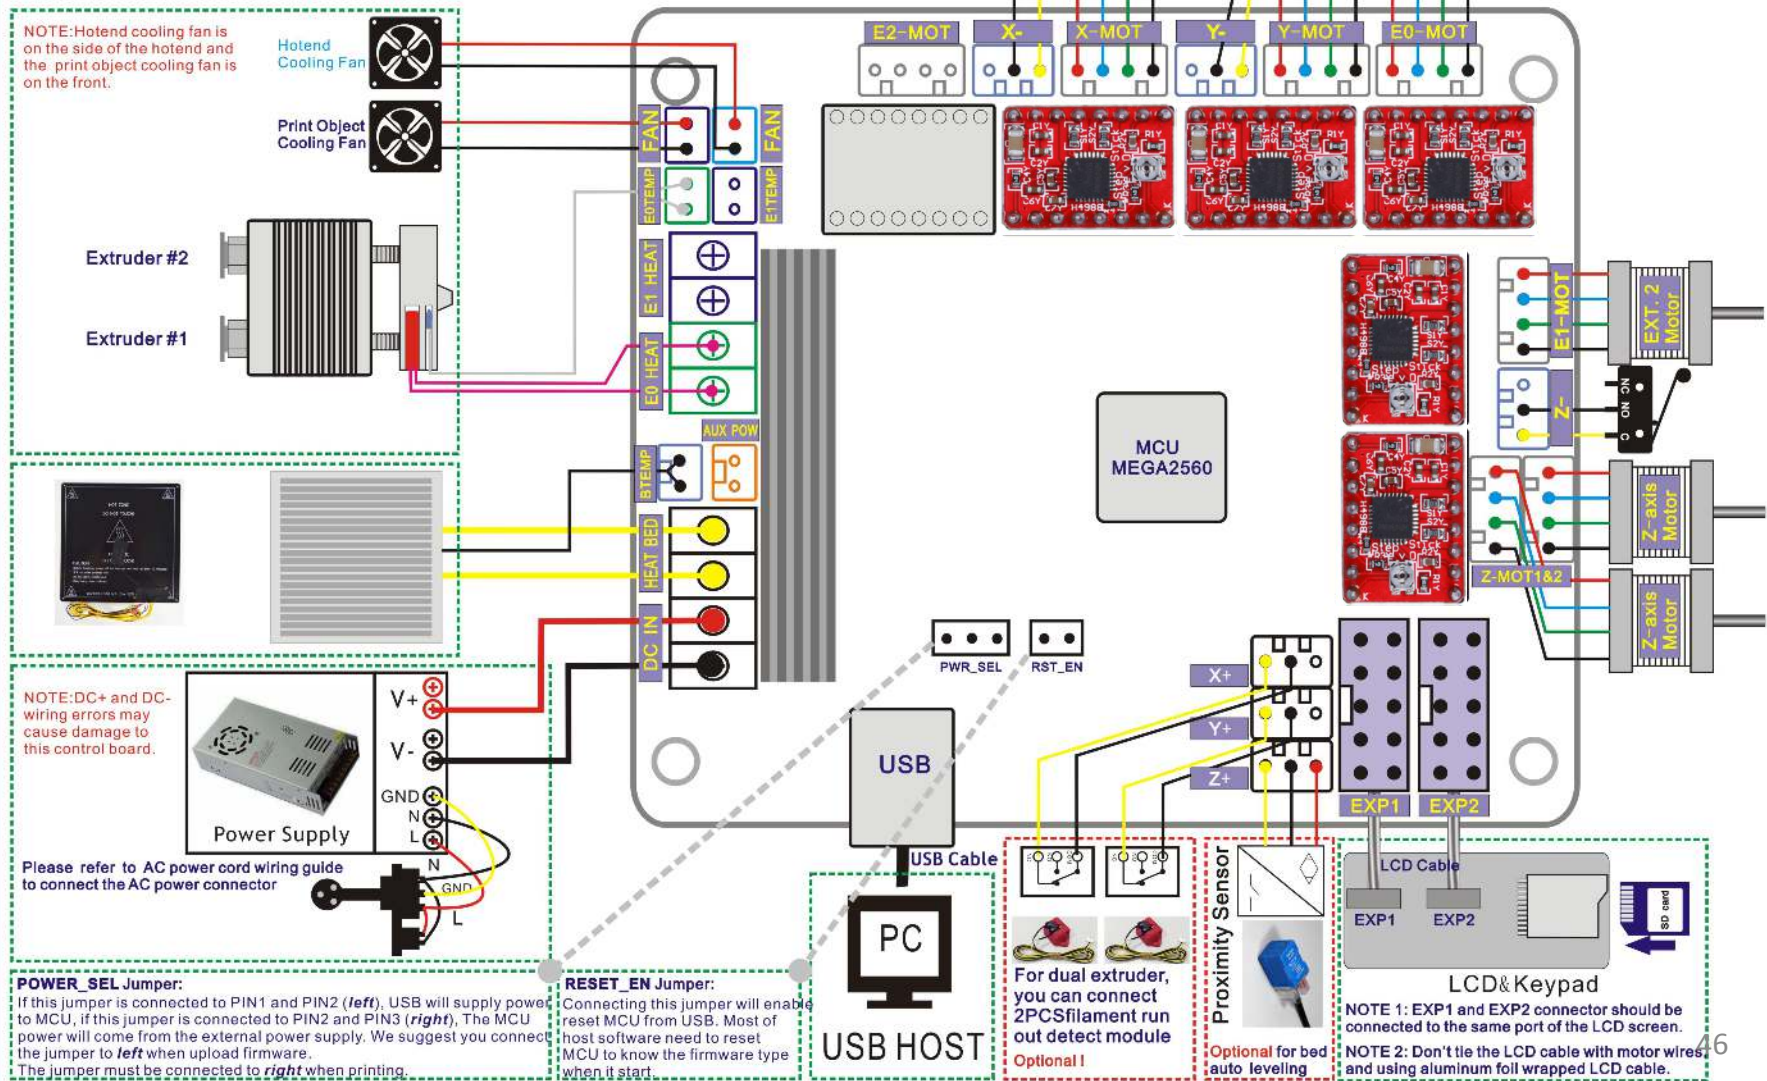 NOTE:Hotend cooling fan is
on the side of the hotend and
the print object cooling fan is
on the front.
Hotend
Cooling Fan
Print Object
Cooling Fan
Extruder #2
Extruder #1
E2-MOT
X-
X-MOT
Y-
Y-MOT
E0-MOT
FAN
FAN
E0TEMP
E1TEMP
E1 HEAT
E0 HEAT
AUX POW
BTEMP
HEAT BED
DC IN
MCU
MEGA2560
E1-MOT
EXT. 2
Motor
Z-
NC
NO
C
Z-axis
Motor
Z-MOT1&2
Z-axis
Motor
PWR_SEL
RST_EN
X+
Y+
Z+
EXP1
EXP2
NOTE:DC+ and DC-
wiring errors may
cause damage to
this control board.
V+
V-
GND
N
L
Power Supply
Please refer to AC power cord wiring guide
to connect the AC power connector
N
GND
L
USB
USB Cable
PC
USB HOST
POWER_SEL Jumper:
If this jumper is connected to PIN1 and PIN2 (left), USB will supply power
to MCU, if this jumper is connected to PIN2 and PIN3 (right), The MCU
power will come from the external power supply. We suggest you connect
the jumper to left when upload firmware.
The jumper must be connected to right when printing.
RESET_EN Jumper:
Connecting this jumper will enable
reset MCU from USB. Most of
host software need to reset
MCU to know the firmware type
when it start.
For dual extruder,
you can connect
2PCSfilament run
out detect module
Optional !
Proximity Sensor
Optional for bed
auto leveling
LCD Cable
EXP1
EXP2
SD card
LCD&Keypad
NOTE 1: EXP1 and EXP2 connector should be
connected to the same port of the LCD screen.
NOTE 2: Don't tie the LCD cable with motor wires,
and using aluminum foil wrapped LCD cable.
46